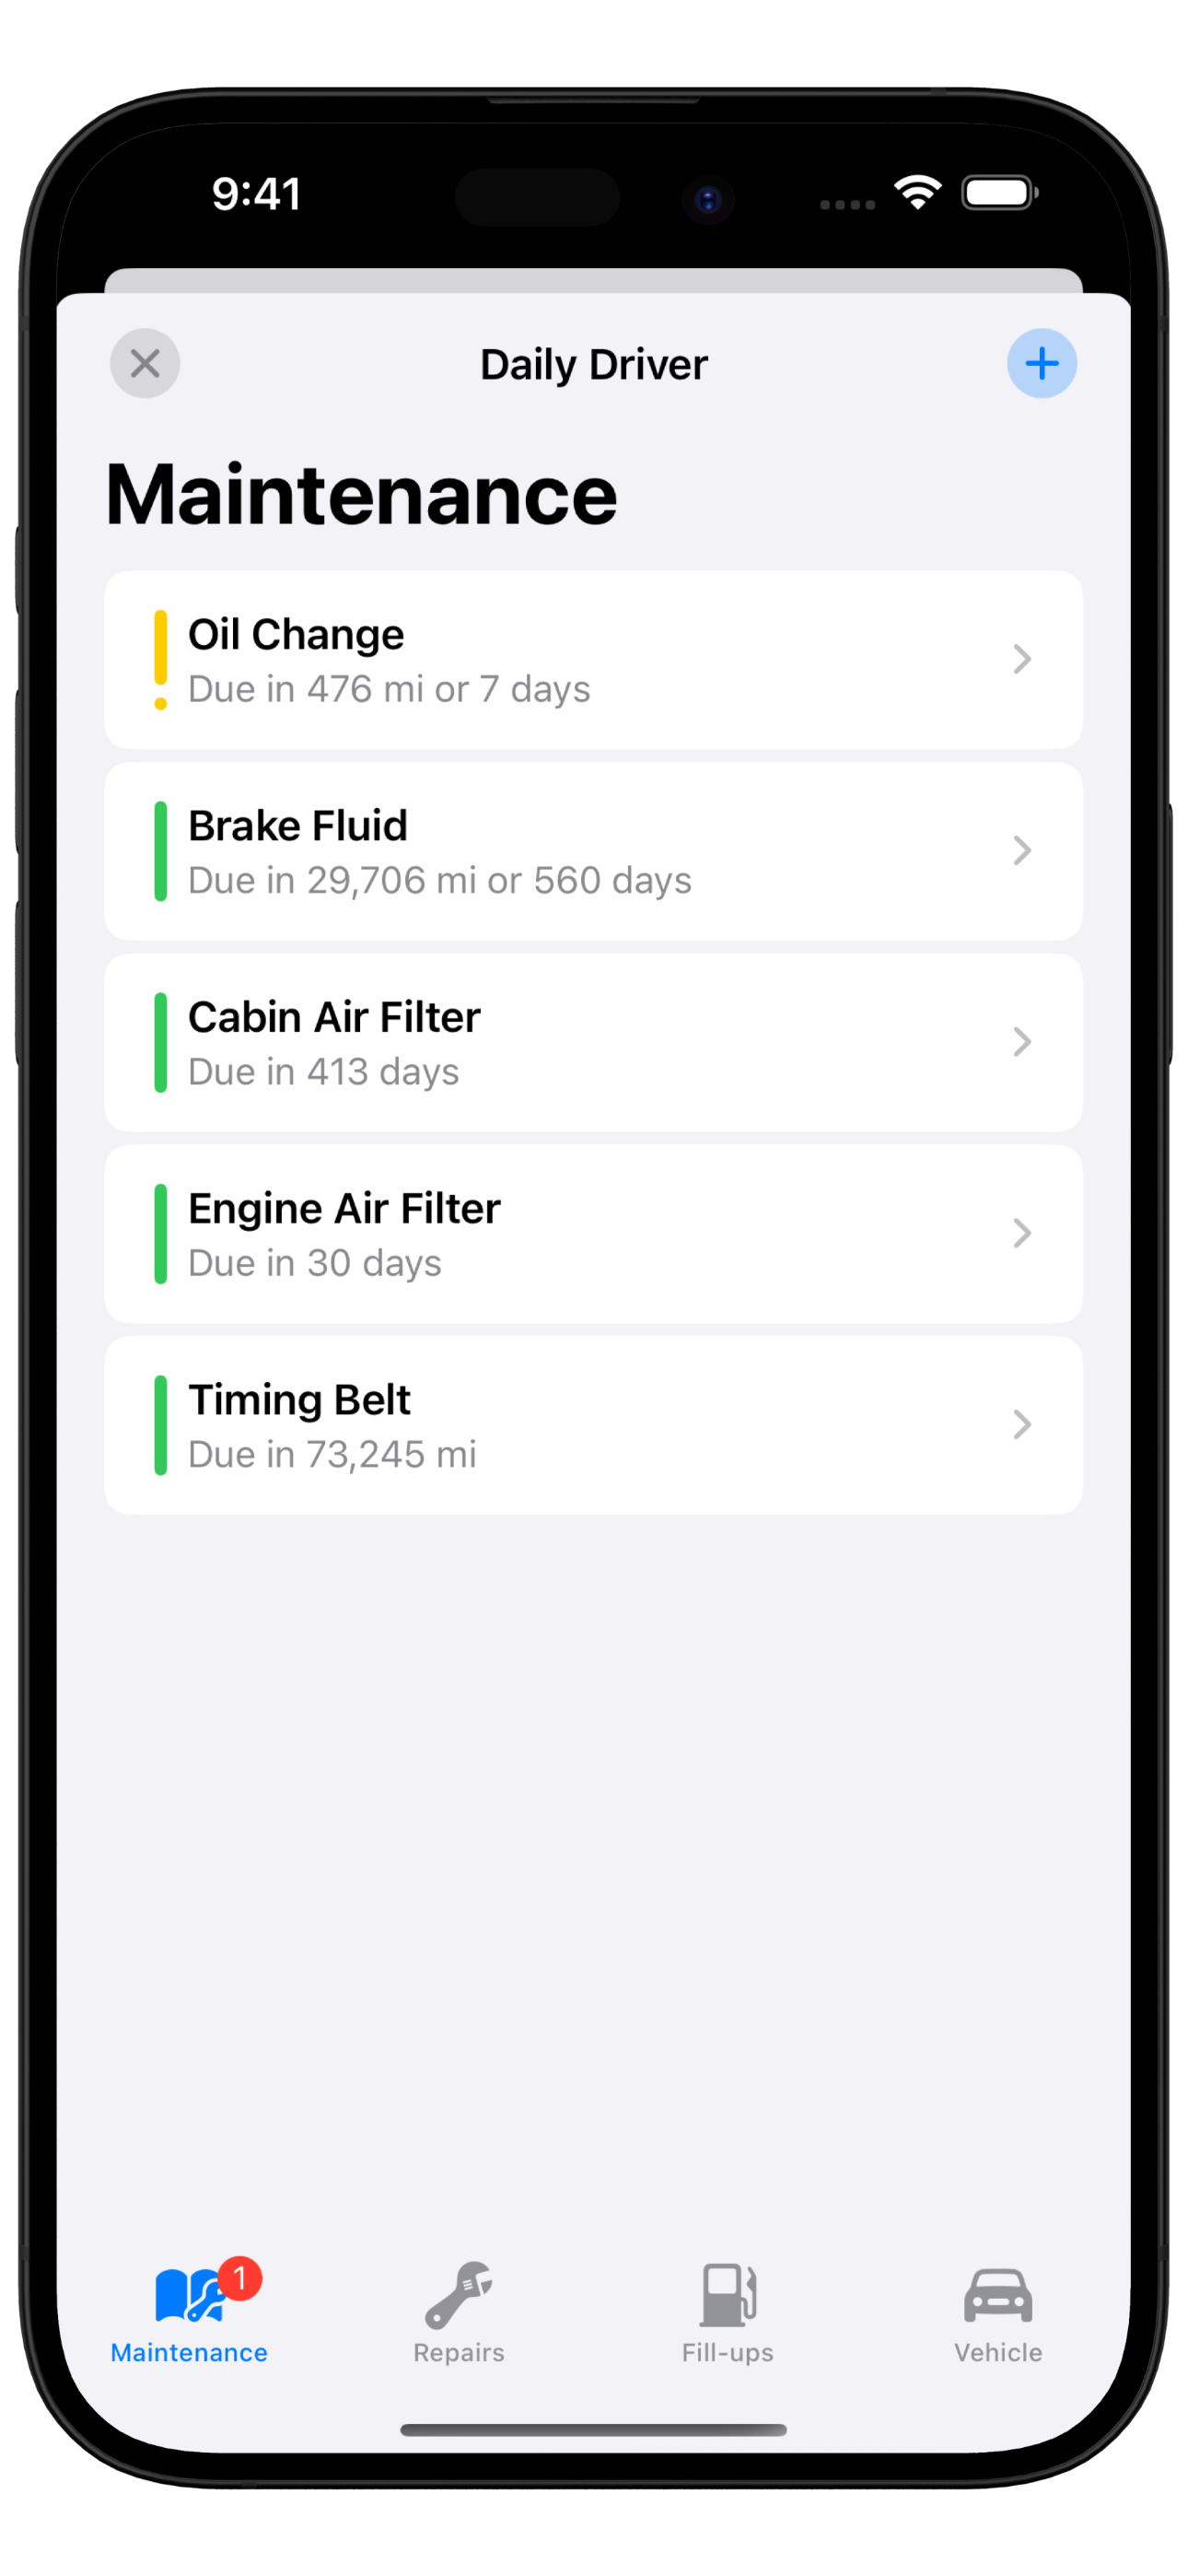 9:41
Daily Driver
Maintenance
Oil Change
Due in 476 mi or 7 days
Brake Fluid
Due in 29,706 mi or 560 days
Cabin Air Filter
Due in 413 days
Engine Air Filter
Due in 30 days
Timing Belt
Due in 73,245 mi
1
Maintenance
Repairs
Fill-ups
Vehicle